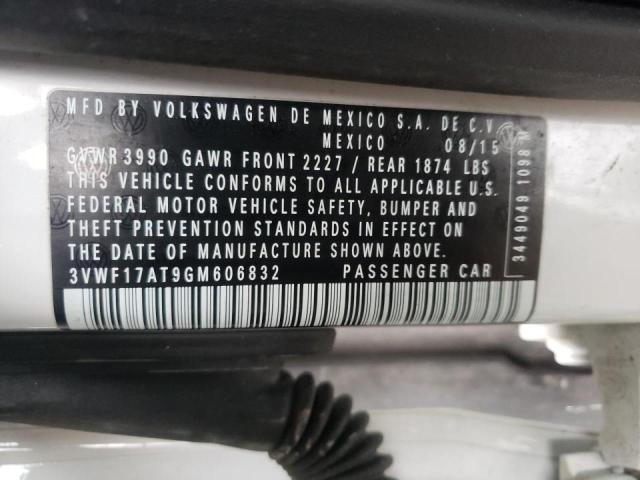 MFD BY VOLKSWAGEN DE MEXICO S.A. DE C.V.
MEXICO 08/15
GVWR 3990 GAWR FRONT 2227 / REAR 1874 LBS
THIS VEHICLE CONFORMS TO ALL APPLICABLE U.S.
FEDERAL MOTOR VEHICLE SAFETY, BUMPER AND
THEFT PREVENTION STANDARDS IN EFFECT ON
THE DATE OF MANUFACTURE SHOWN ABOVE.
3VWF17AT9GM606832 PASSENGER CAR
3449049 1098 M